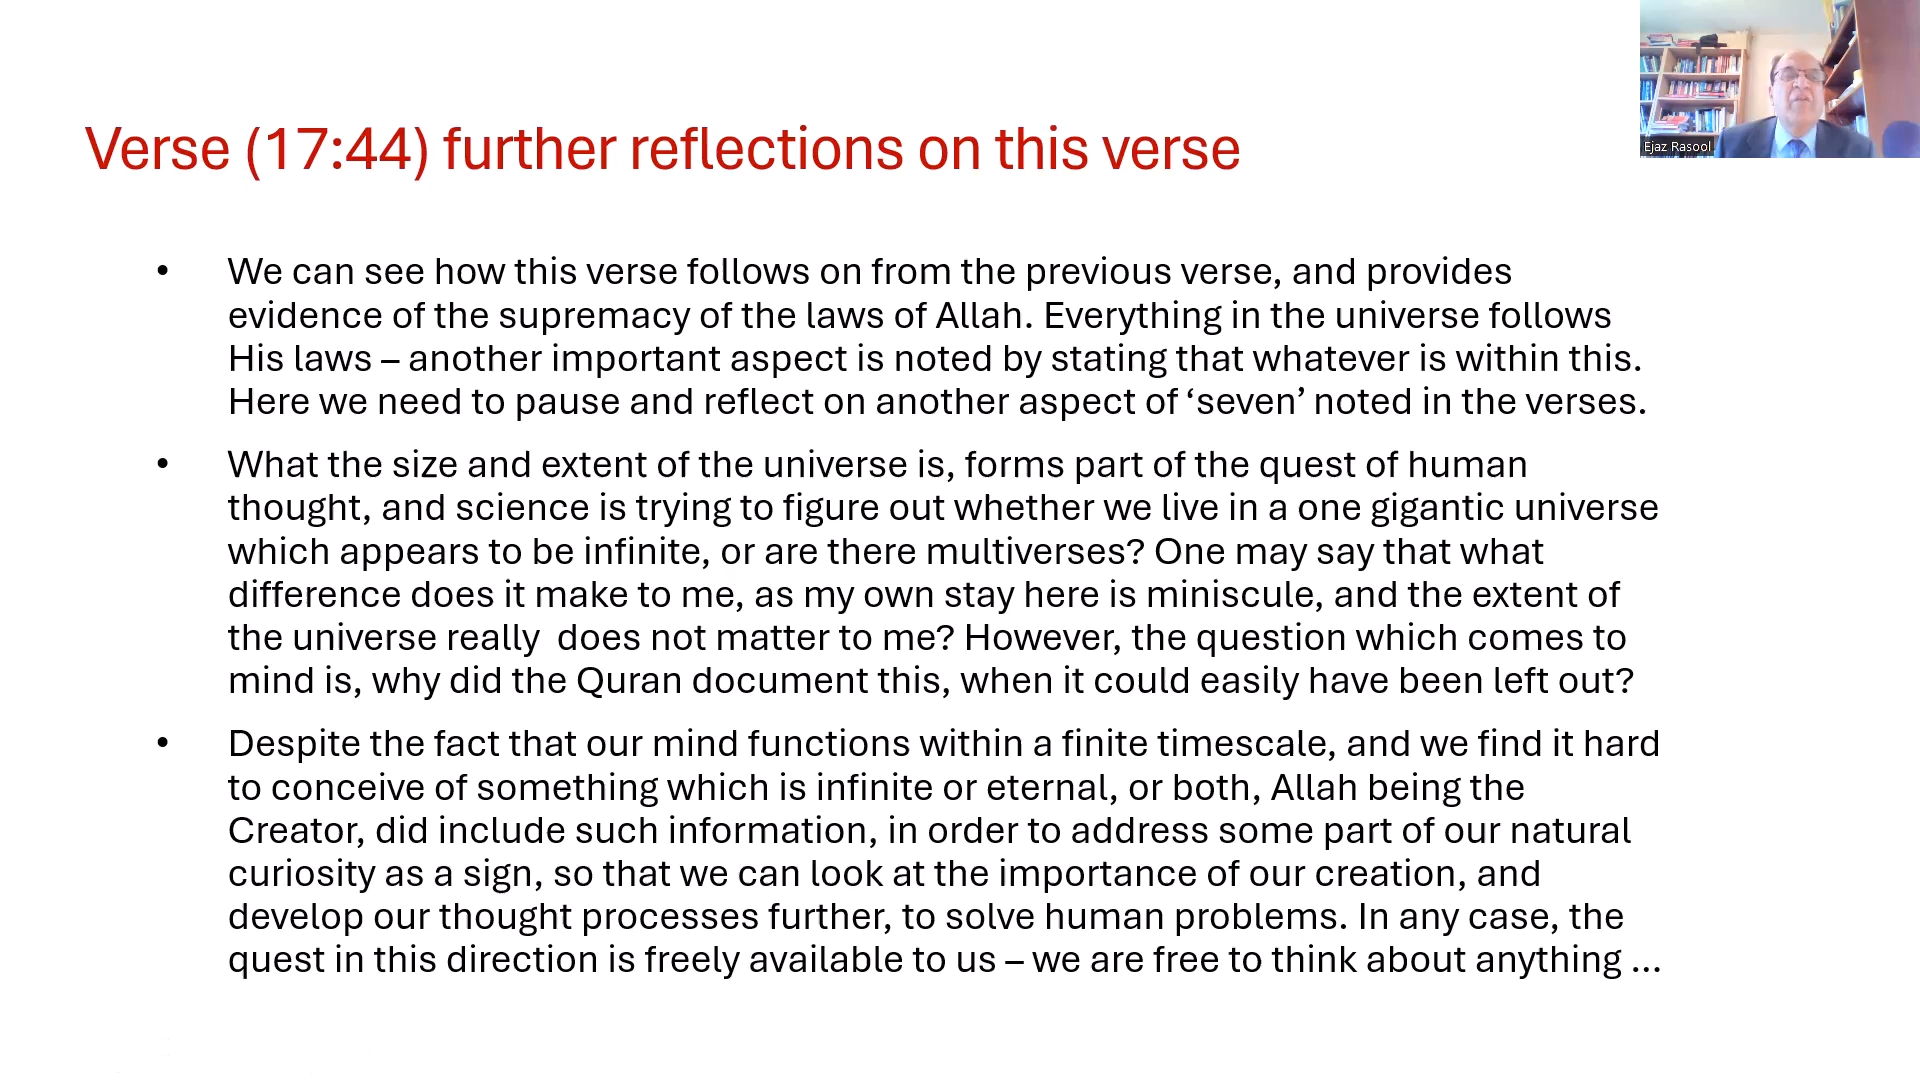 Verse (17:44) further reflections on this verse
Ejaz Rasool
• We can see how this verse follows on from the previous verse, and provides
evidence of the supremacy of the laws of Allah. Everything in the universe follows
His laws – another important aspect is noted by stating that whatever is within this.
Here we need to pause and reflect on another aspect of ‘seven’ noted in the verses.
• What the size and extent of the universe is, forms part of the quest of human
thought, and science is trying to figure out whether we live in a one gigantic universe
which appears to be infinite, or are there multiverses? One may say that what
difference does it make to me, as my own stay here is miniscule, and the extent of
the universe really  does not matter to me? However, the question which comes to
mind is, why did the Quran document this, when it could easily have been left out?
• Despite the fact that our mind functions within a finite timescale, and we find it hard
to conceive of something which is infinite or eternal, or both, Allah being the
Creator, did include such information, in order to address some part of our natural
curiosity as a sign, so that we can look at the importance of our creation, and
develop our thought processes further, to solve human problems. In any case, the
quest in this direction is freely available to us – we are free to think about anything ...